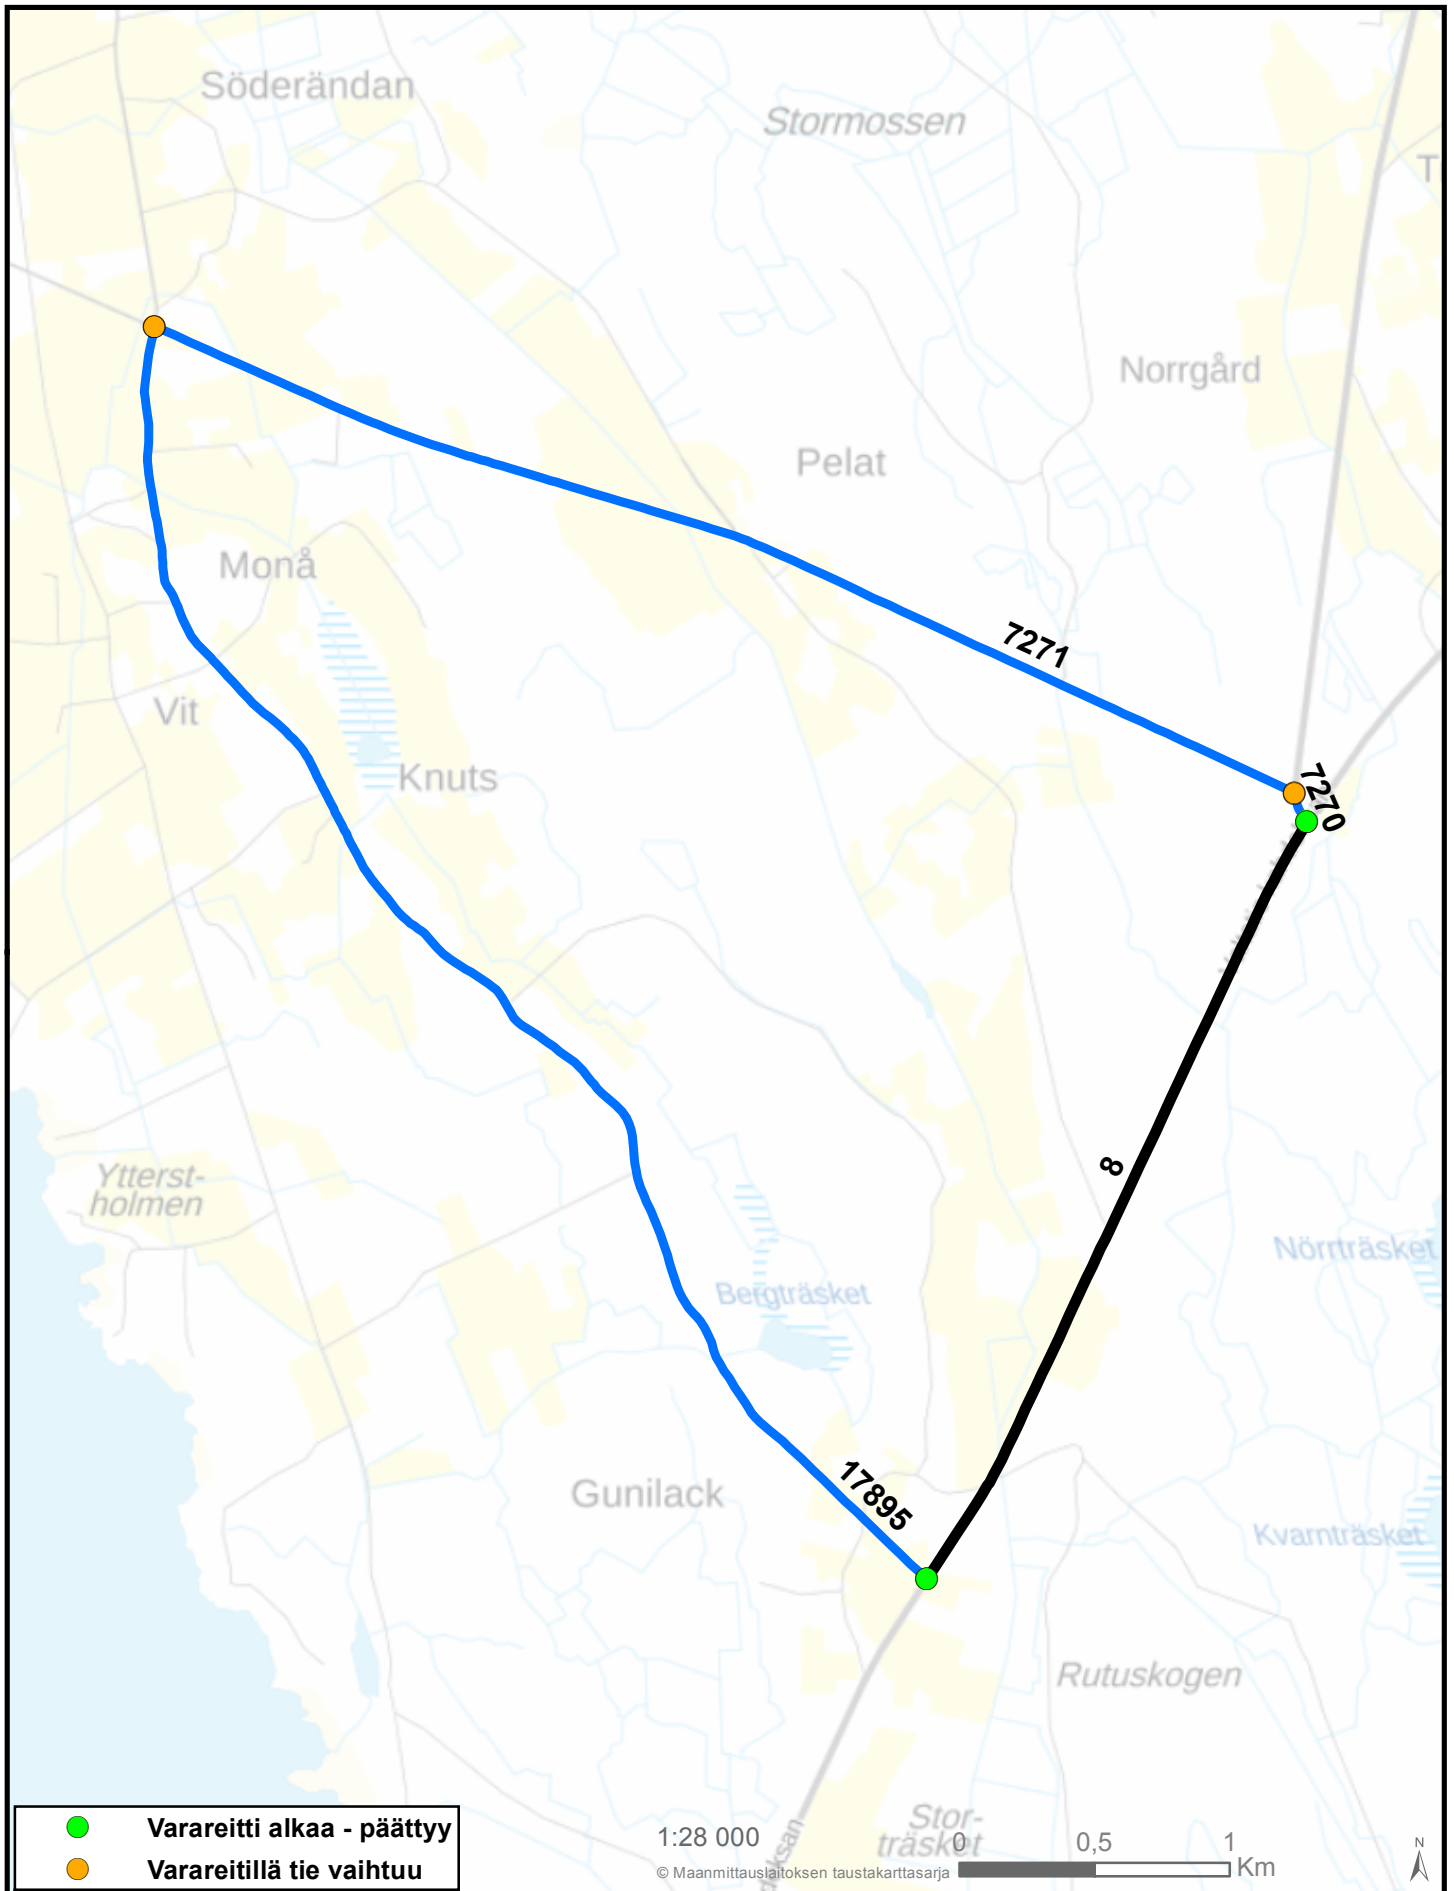 Söderändan
Stormossen
Norrgård
Pelat
Monå
7271
Vit
Knuts
7270
8
Ytterst-
holmen
Nörrträsket
Bergträsket
17895
Gunilack
Kvarnträsket
Rutuskogen
Stor-
träsket
Varareitti alkaa - päättyy
Varareitillä tie vaihtuu
1:28 000
© Maanmittauslaitoksen taustakarttasarja
0 0,5 1
Km
N